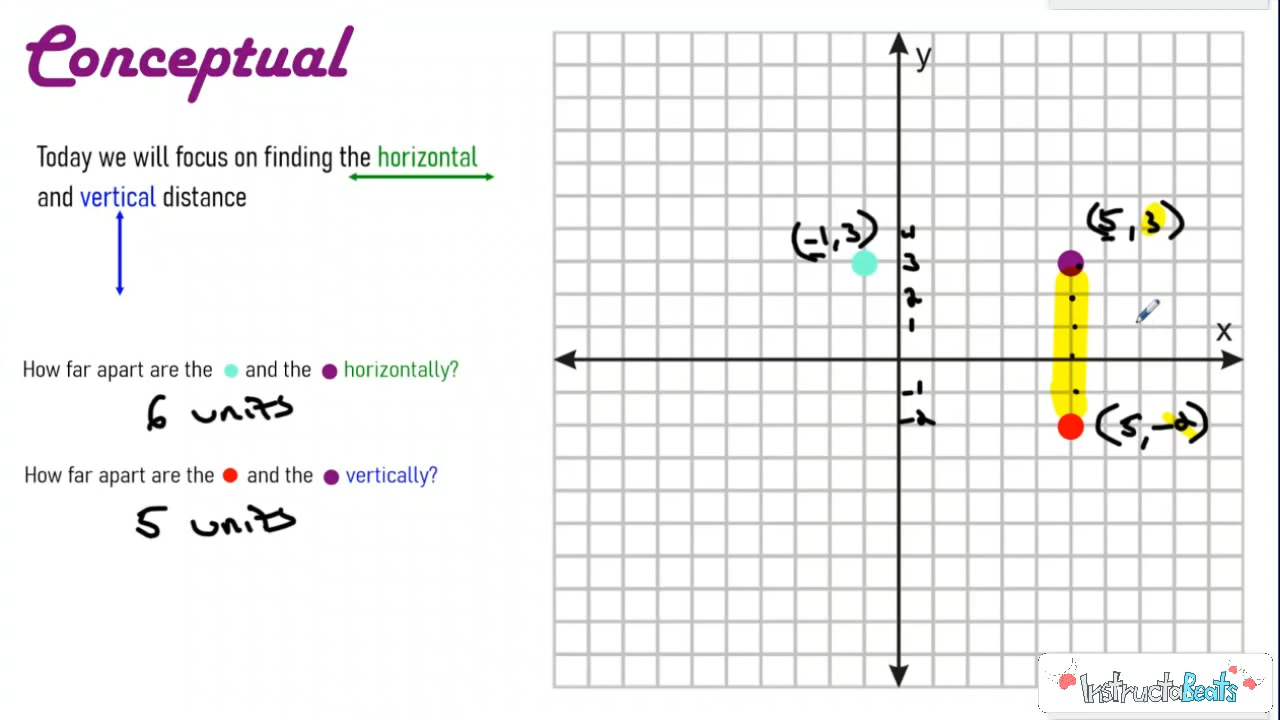 Conceptual
Today we will focus on finding the horizontal
and vertical distance
How far apart are the and the horizontally?
6 units
How far apart are the and the vertically?
5 units
y
(-1,3)
(5,3)
4
3
2
1
x
-1
-2
(5,-2)
InstructaBeats